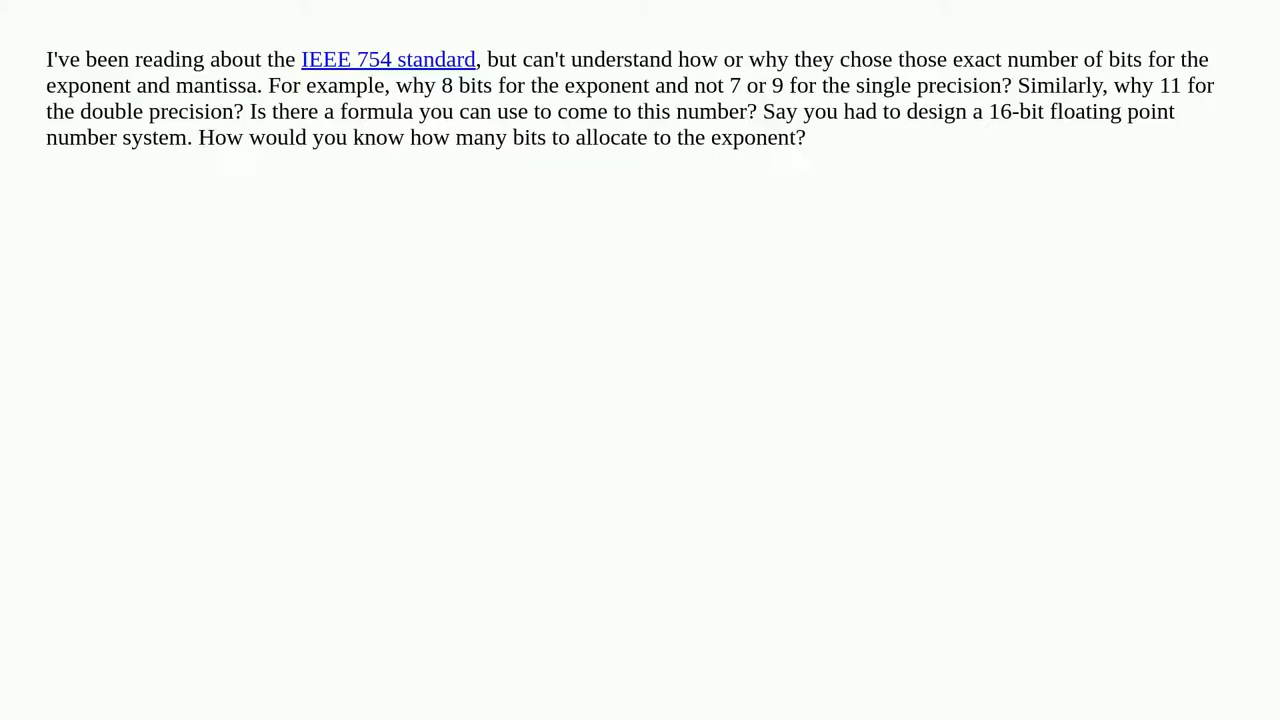 I've been reading about the IEEE 754 standard, but can't understand how or why they chose those exact number of bits for the
exponent and mantissa. For example, why 8 bits for the exponent and not 7 or 9 for the single precision? Similarly, why 11 for
the double precision? Is there a formula you can use to come to this number? Say you had to design a 16-bit floating point
number system. How would you know how many bits to allocate to the exponent?